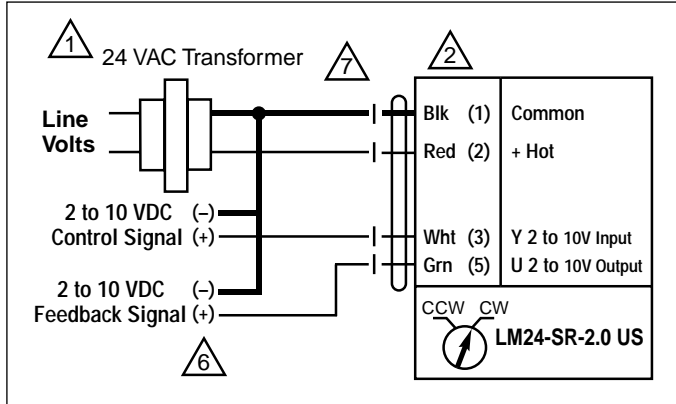 1
24 VAC Transformer
7
2
Line
Volts
Blk (1) Common
Red (2) + Hot
2 to 10 VDC (–)
Control Signal (+)
Wht (3) Y 2 to 10V Input
Grn (5) U 2 to 10V Output
2 to 10 VDC (–)
Feedback Signal (+)
6
CCW CW
LM24-SR-2.0 US